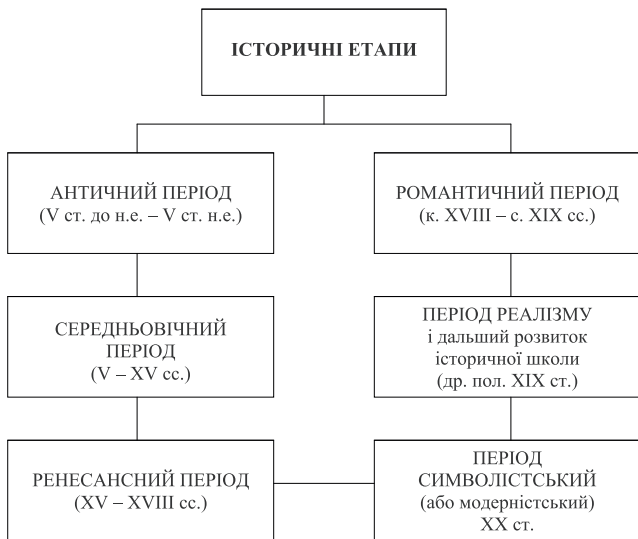 ІСТОРИЧНІ ЕТАПИ
АНТИЧНИЙ ПЕРІОД
(V ст. до н.е. – V ст. н.е.)
СЕРЕДНЬОВІЧНИЙ
ПЕРІОД
(V – XV сс.)
РЕНЕСАНСНИЙ ПЕРІОД
(XV – XVIII сс.)
РОМАНТИЧНИЙ ПЕРІОД
(к. XVIII – с. XIX сс.)
ПЕРІОД РЕАЛІЗМУ
і дальший розвиток
історичної школи
(др. пол. XIX ст.)
ПЕРІОД
СИМВОЛІСТСЬКИЙ
(або модерністський)
XX ст.